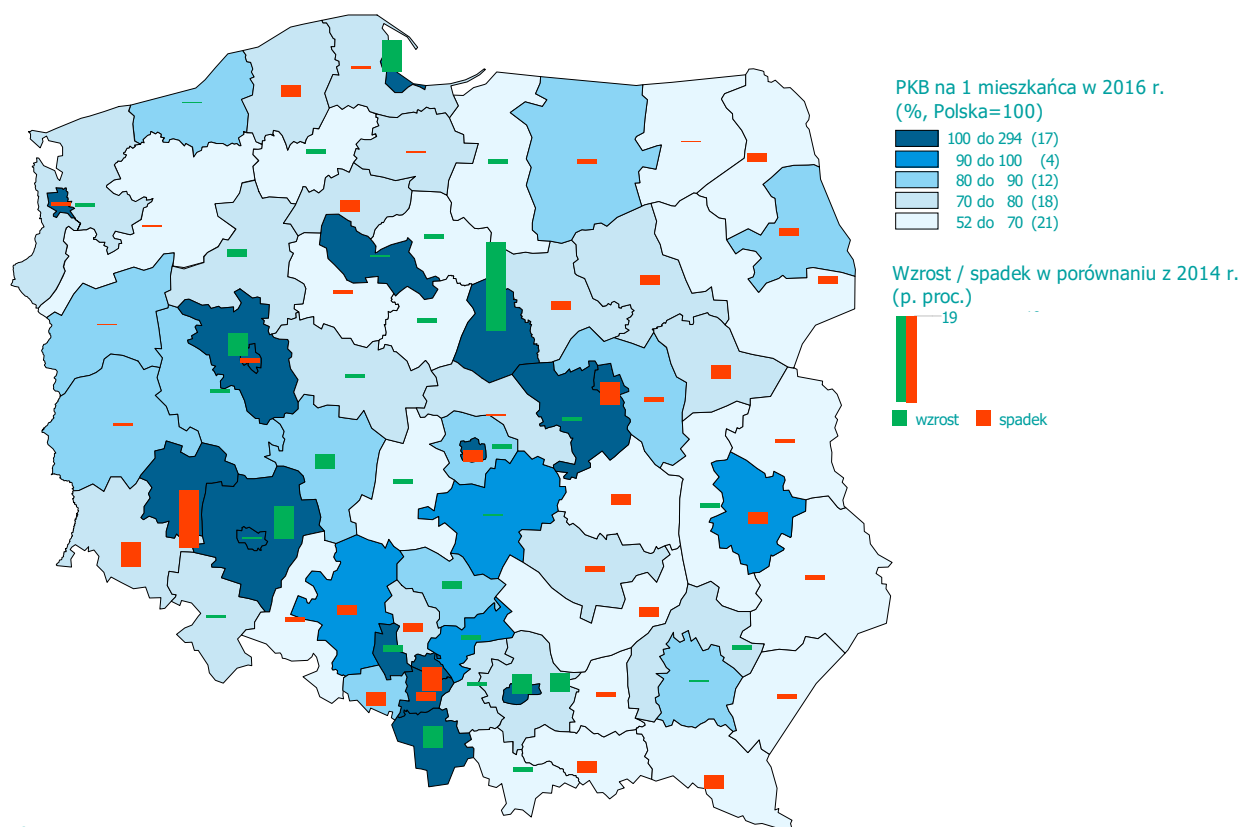 PKB na 1 mieszkańca w 2016 r.
(%, Polska=100)
100 do 294 (17)
90 do 100 (4)
80 do 90 (12)
70 do 80 (18)
52 do 70 (21)
Wzrost / spadek w porównaniu z 2014 r.
(p. proc.)
19
wzrost spadek